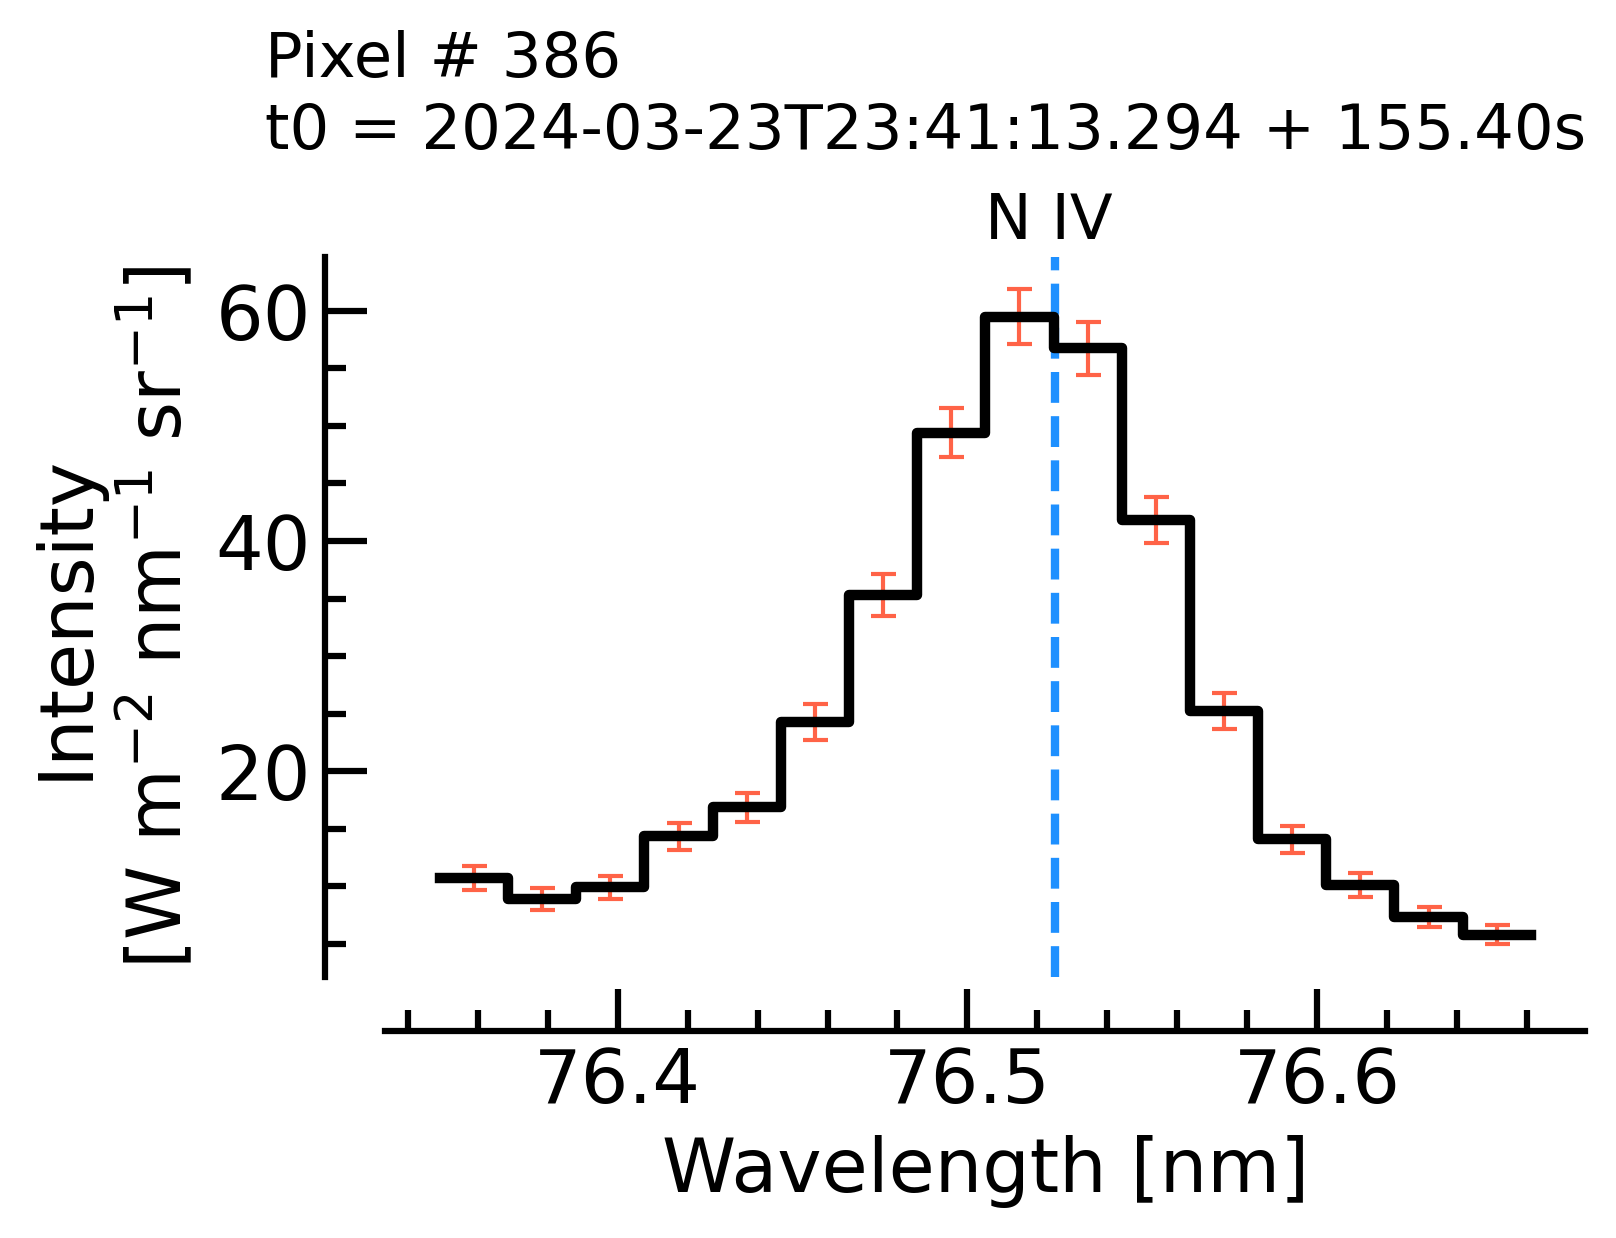 Pixel # 386
t0 = 2024-03-23T23:41:13.294 + 155.40s
N IV
Intensity
[W m⁻² nm⁻¹ sr⁻¹]
60
40
20
76.4 76.5 76.6
Wavelength [nm]